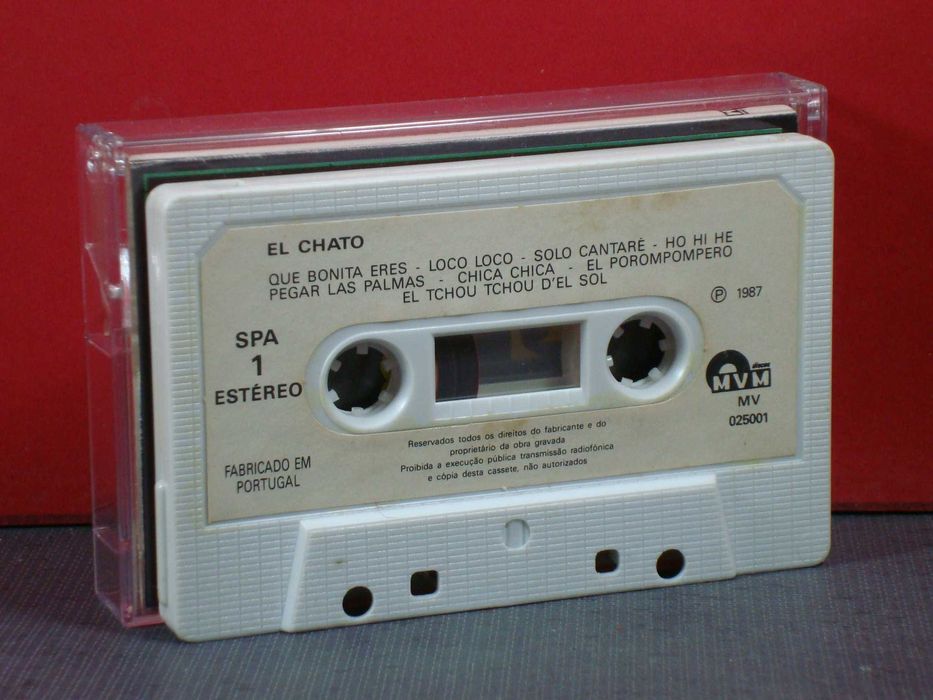 EL CHATO
QUE BONITA ERES - LOCO LOCO - SOLO CANTARÉ - HO HI HE
PEGAR LAS PALMAS - CHICA CHICA - EL POROMPOMPERO
EL TCHOU TCHOU D'EL SOL
℗ 1987
SPA
1
ESTÉREO
discos
MVM
MV
025001
Reservados todos os direitos do fabricante e do
proprietário da obra gravada
Proibida a execução pública transmissão radiofónica
e cópia desta cassete, não autorizados
FABRICADO EM
PORTUGAL